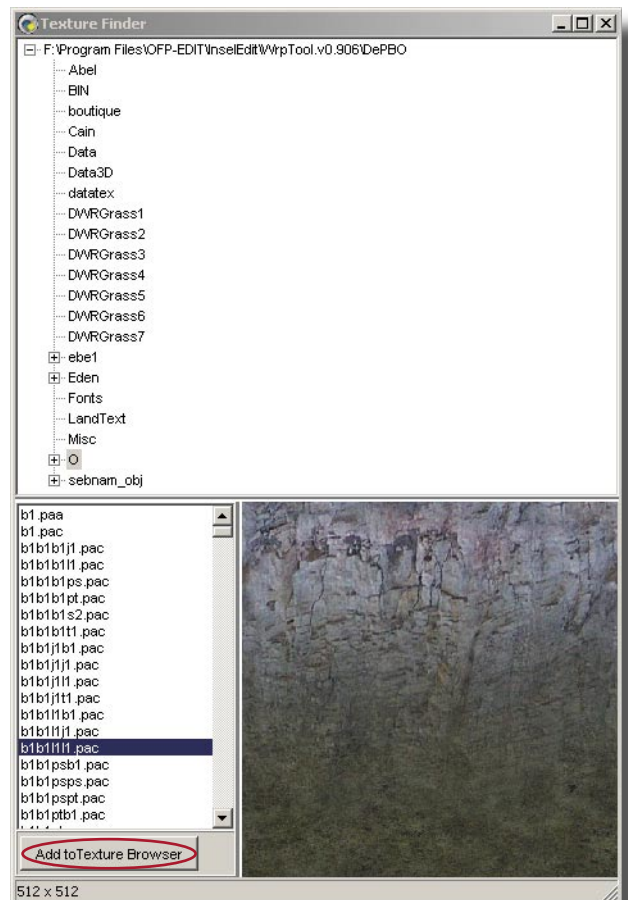 Texture Finder
F:\Program Files\OFP-EDIT\InselEdit\WrpTool.v0.906\DePBO
Abel
BIN
boutique
Cain
Data
Data3D
datatex
DWRGrass1
DWRGrass2
DWRGrass3
DWRGrass4
DWRGrass5
DWRGrass6
DWRGrass7
ebe1
Eden
Fonts
LandText
Misc
O
sebnam_obj
b1.paa
b1.pac
b1b1b1j1.pac
b1b1b1l1.pac
b1b1b1ps.pac
b1b1b1pt.pac
b1b1b1s2.pac
b1b1b1t1.pac
b1b1j1b1.pac
b1b1j1j1.pac
b1b1j1l1.pac
b1b1j1t1.pac
b1b1l1b1.pac
b1b1l1j1.pac
b1b1l1l1.pac
b1b1psb1.pac
b1b1psps.pac
b1b1pspt.pac
b1b1ptb1.pac
Add toTexture Browser
512 x 512